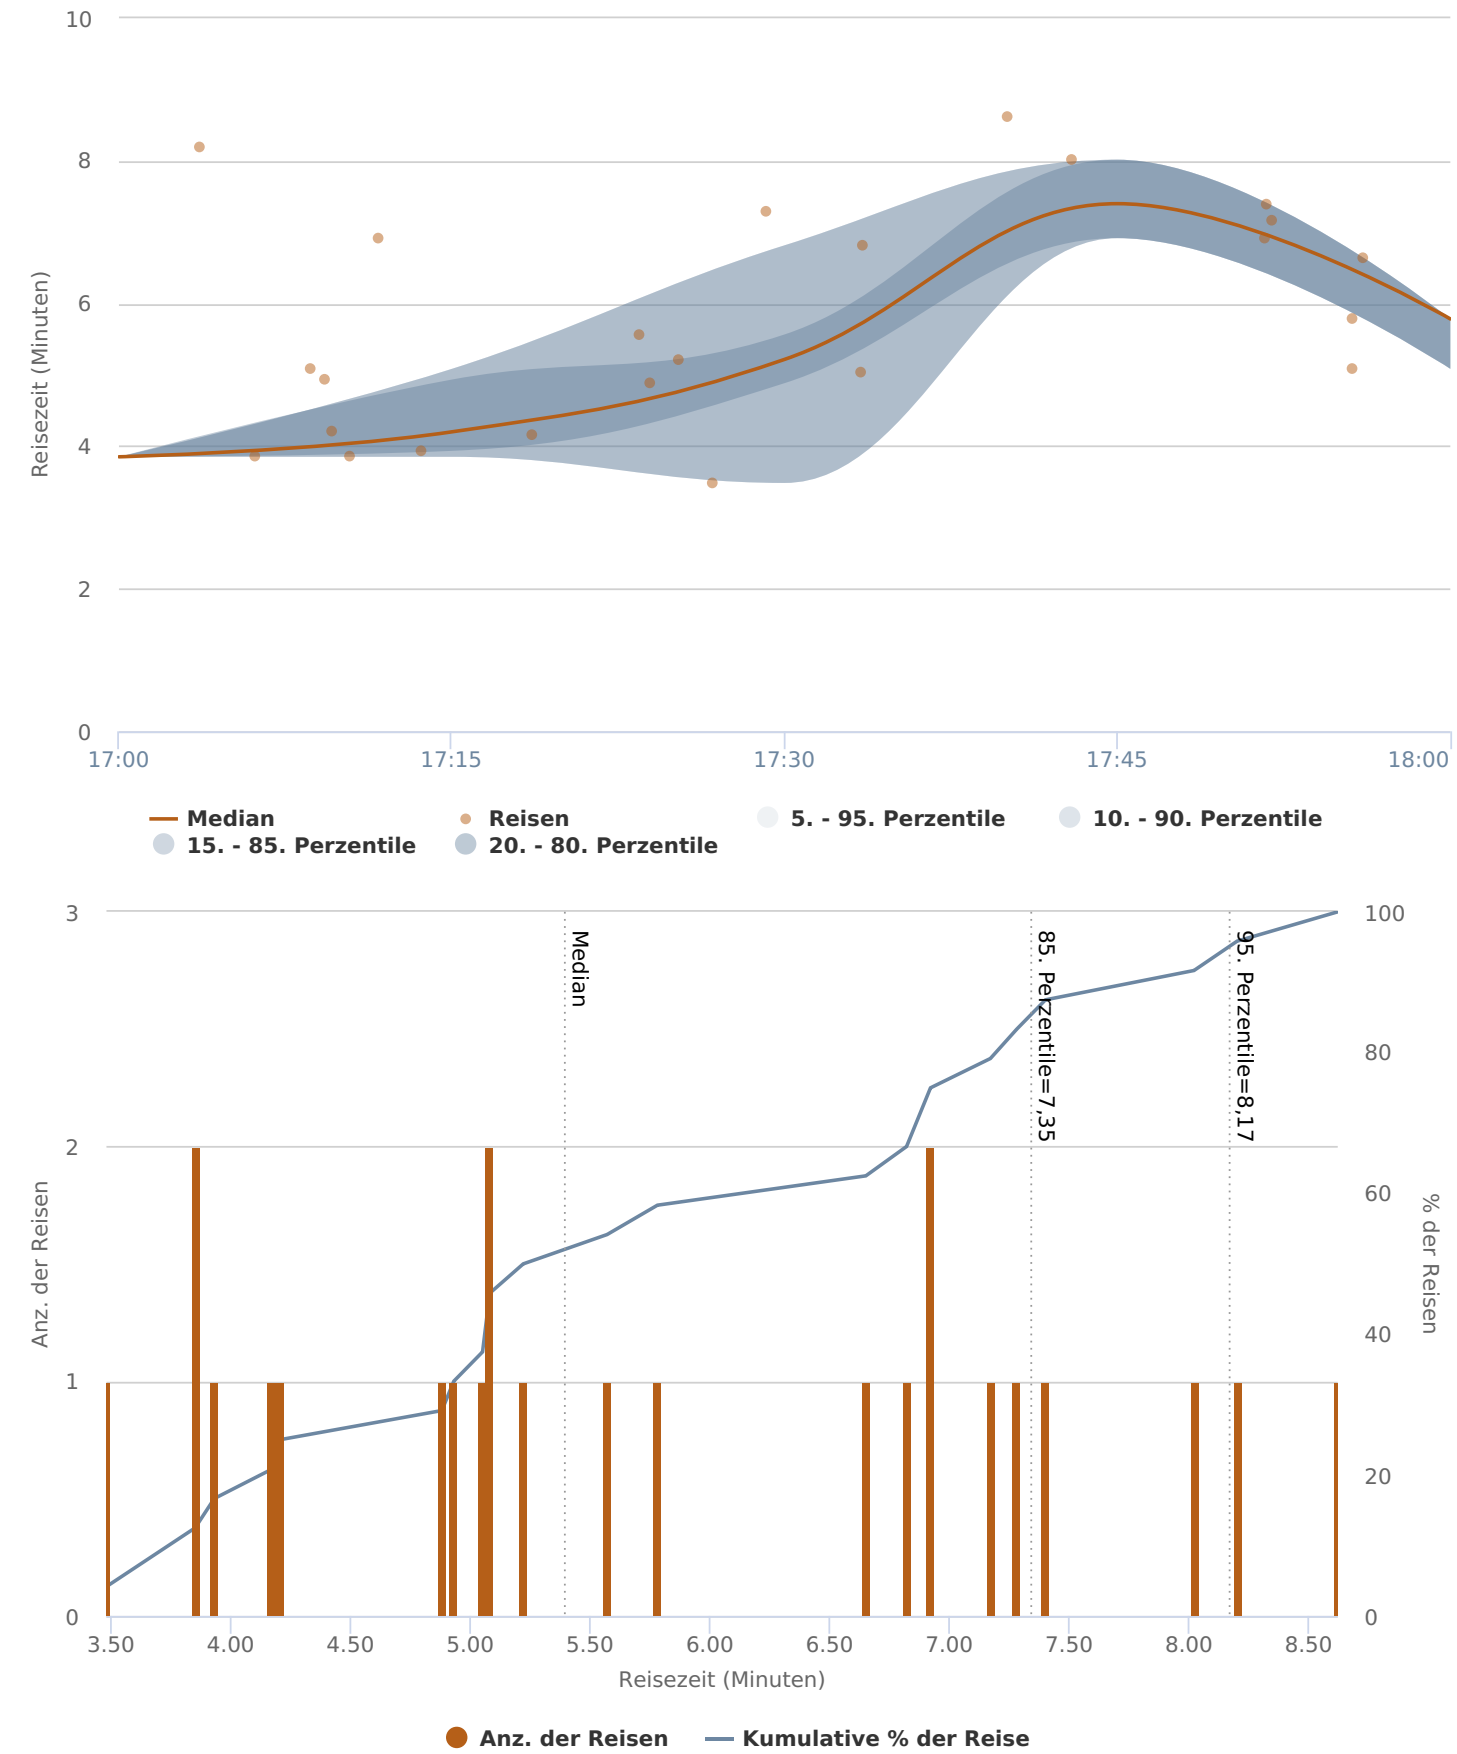 10
8
6
4
2
0
Reisezeit (Minuten)
17:00 17:15 17:30 17:45 18:00
Median Reisen 5. - 95. Perzentile 10. - 90. Perzentile
15. - 85. Perzentile 20. - 80. Perzentile
3
2
1
0
Anz. der Reisen
Median
85. Perzentile=7,35
95. Perzentile=8,17
100
80
60
40
20
0
% der Reisen
3.50 4.00 4.50 5.00 5.50 6.00 6.50 7.00 7.50 8.00 8.50
Reisezeit (Minuten)
Anz. der Reisen Kumulative % der Reise